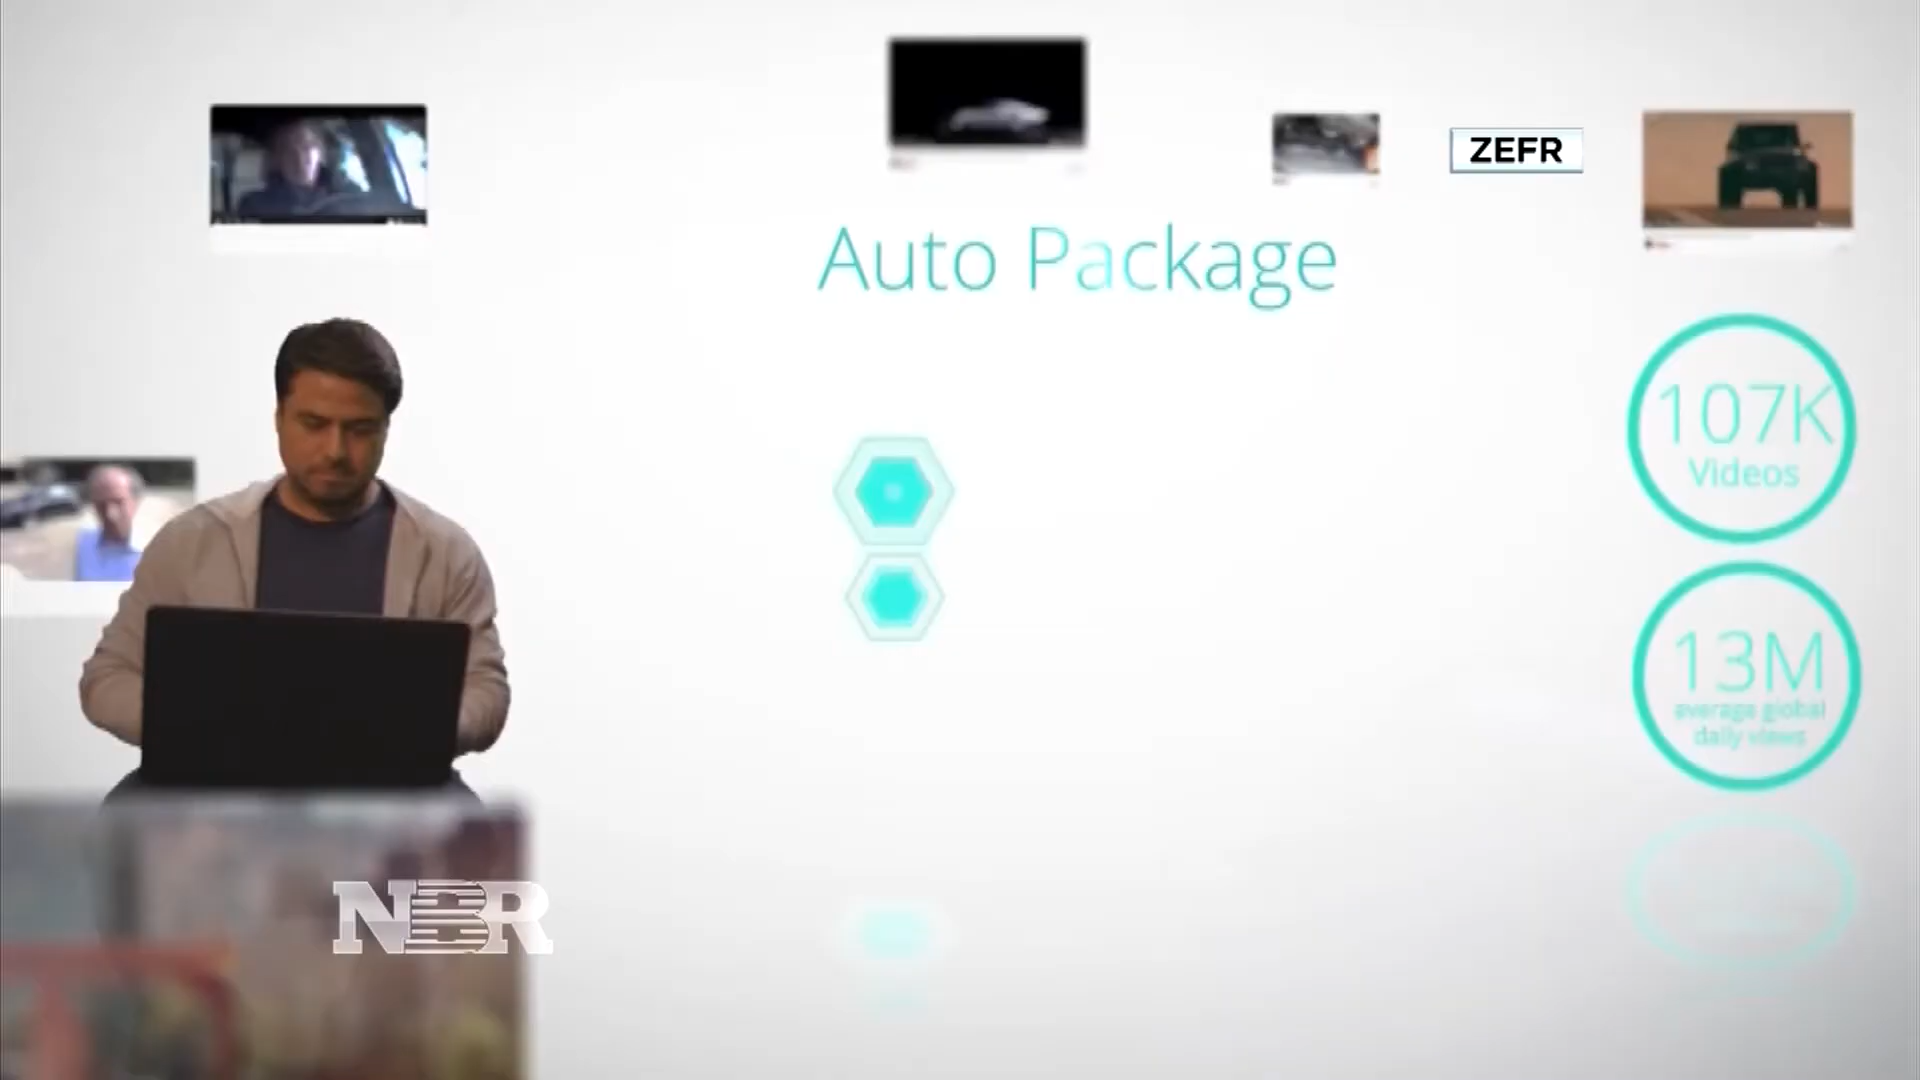 ZEFR
Auto Package
107K
Videos
13M
average global
daily views
NBR